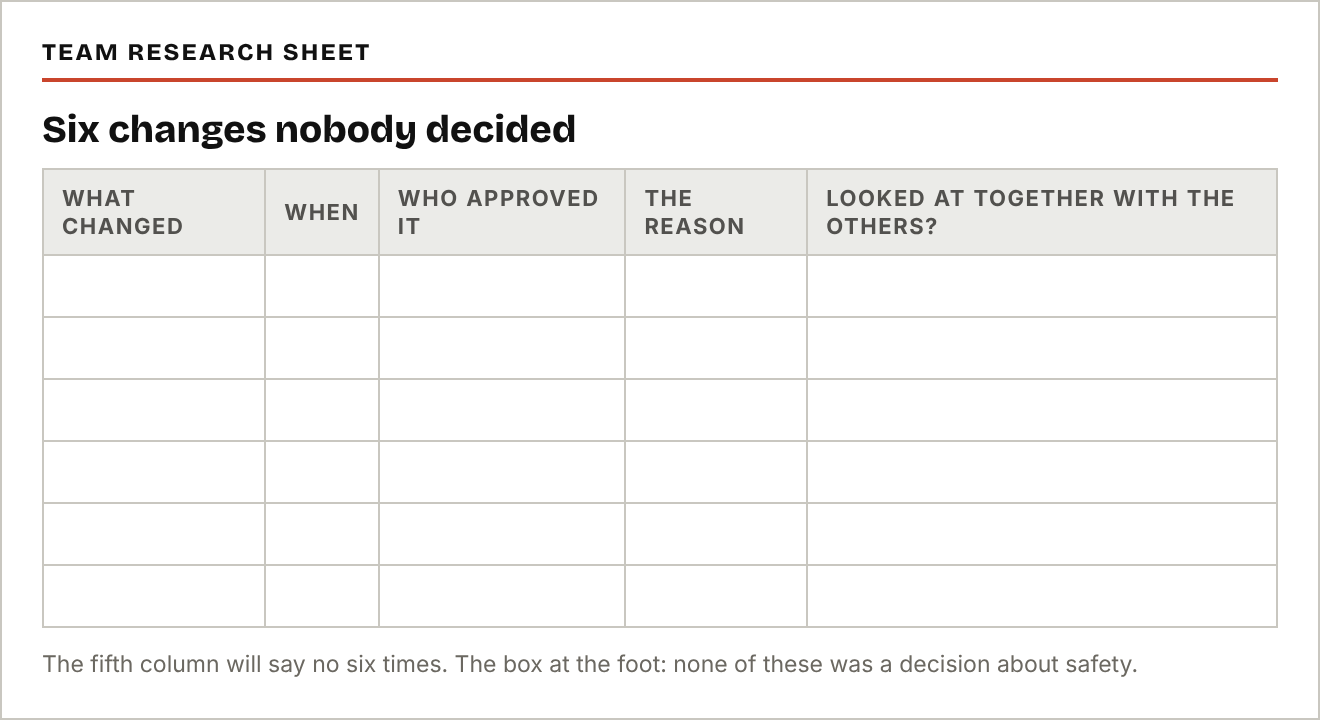 TEAM RESEARCH SHEET
Six changes nobody decided
WHAT CHANGED
WHEN
WHO APPROVED IT
THE REASON
LOOKED AT TOGETHER WITH THE OTHERS?
The fifth column will say no six times. The box at the foot: none of these was a decision about safety.